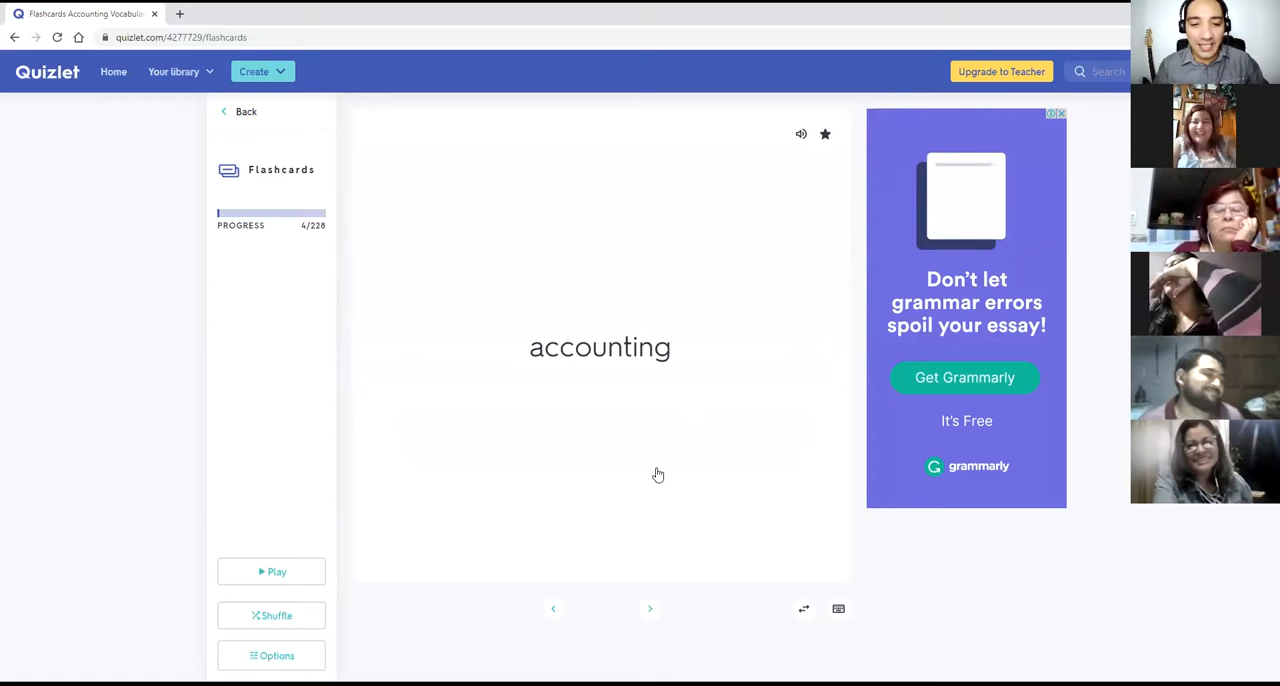 Flashcards Accounting Vocabula
quizlet.com/4277729/flashcards
Quizlet
Home
Your library
Create
Upgrade to Teacher
Search
Back
Flashcards
PROGRESS 4/228
accounting
Don't let
grammar errors
spoil your essay!
Get Grammarly
It's Free
grammarly
Play
Shuffle
Options